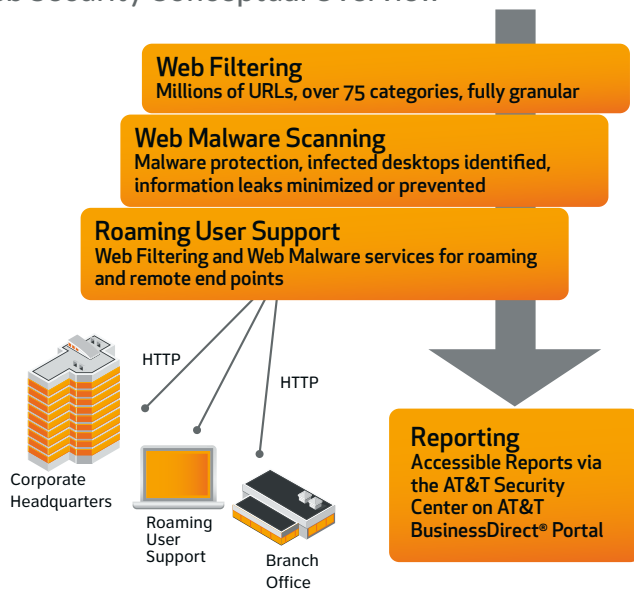 Security Conceptual Overview
Web Filtering
Millions of URLs, over 75 categories, fully granular
Web Malware Scanning
Malware protection, infected desktops identified,
information leaks minimized or prevented
Roaming User Support
Web Filtering and Web Malware services for roaming
and remote end points
HTTP
HTTP
Corporate
Headquarters
Roaming
User
Support
Branch
Office
Reporting
Accessible Reports via
the AT&T Security
Center on AT&T
BusinessDirect® Portal